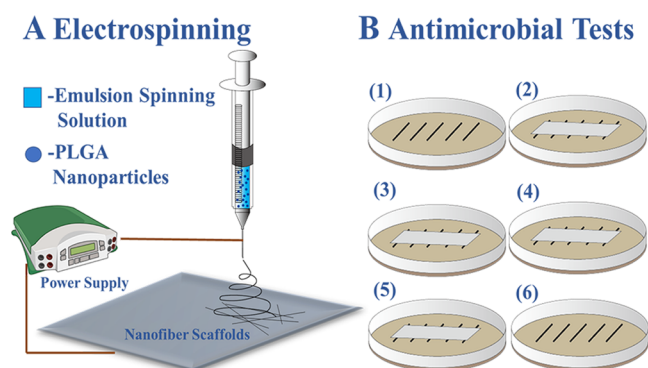 A Electrospinning
-Emulsion Spinning
Solution
-PLGA
Nanoparticles
Power Supply
Nanofiber Scaffolds
B Antimicrobial Tests
(1)
(2)
(3)
(4)
(5)
(6)